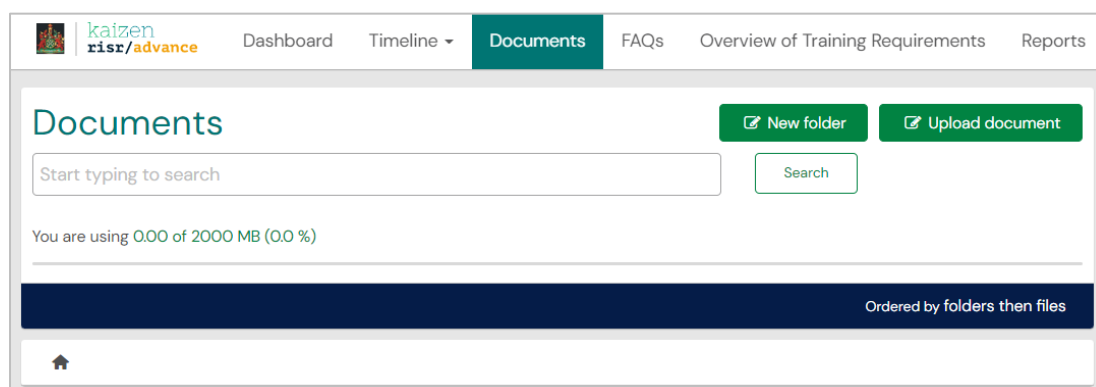 kaizen
risr/advance
Dashboard Timeline Documents FAQs Overview of Training Requirements Reports
Documents
New folder Upload document
Start typing to search Search
You are using 0.00 of 2000 MB (0.0 %)
Ordered by folders then files